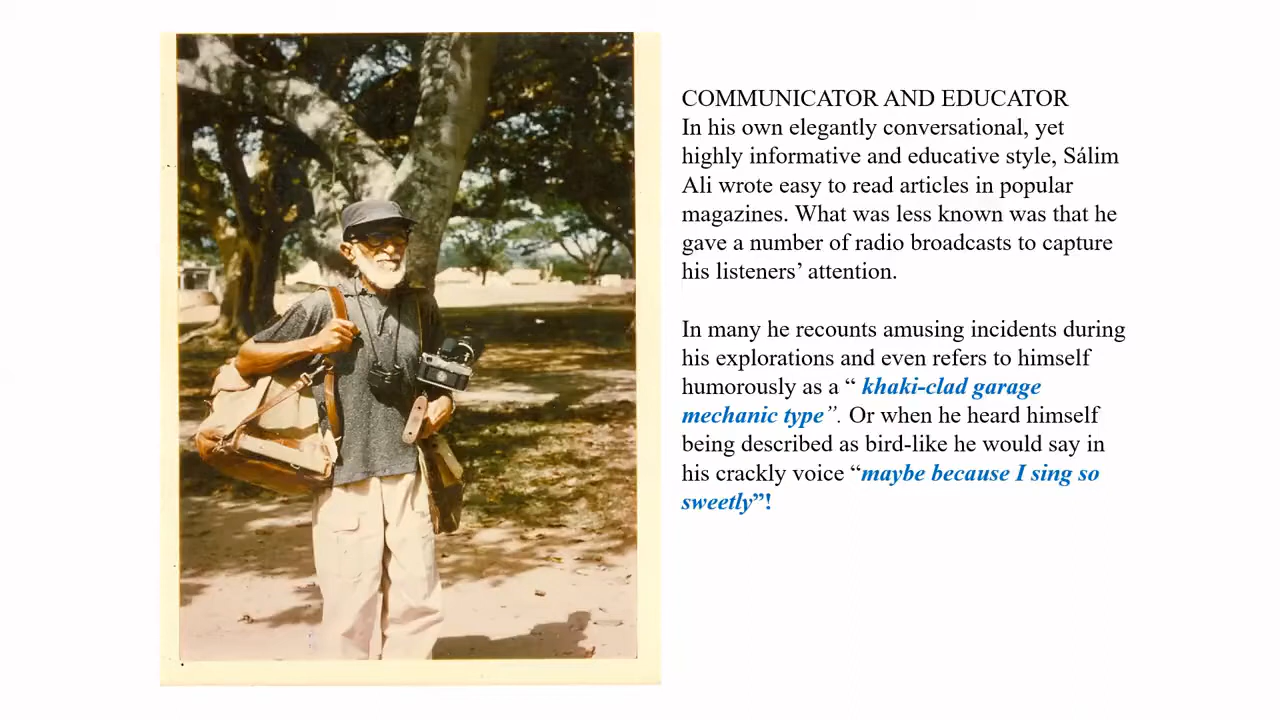 COMMUNICATOR AND EDUCATOR
In his own elegantly conversational, yet
highly informative and educative style, Sálim
Ali wrote easy to read articles in popular
magazines. What was less known was that he
gave a number of radio broadcasts to capture
his listeners’ attention.
In many he recounts amusing incidents during
his explorations and even refers to himself
humorously as a “ khaki-clad garage
mechanic type”. Or when he heard himself
being described as bird-like he would say in
his crackly voice “maybe because I sing so
sweetly”!